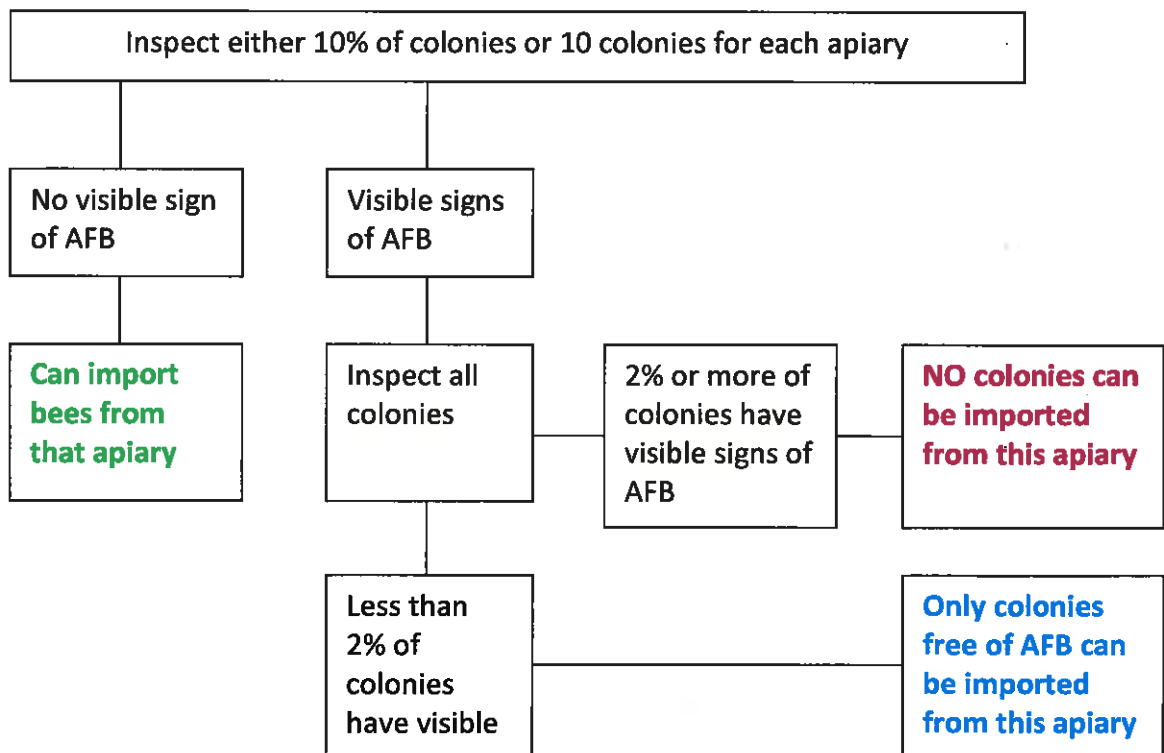 Inspect either 10% of colonies or 10 colonies for each apiary
No visible sign
of AFB
Visible signs
of AFB
Can import
bees from
that apiary
Inspect all
colonies
2% or more of
colonies have
visible signs of
AFB
NO colonies can
be imported
from this apiary
Less than
2% of
colonies
have visible
Only colonies
free of AFB can
be imported
from this apiary